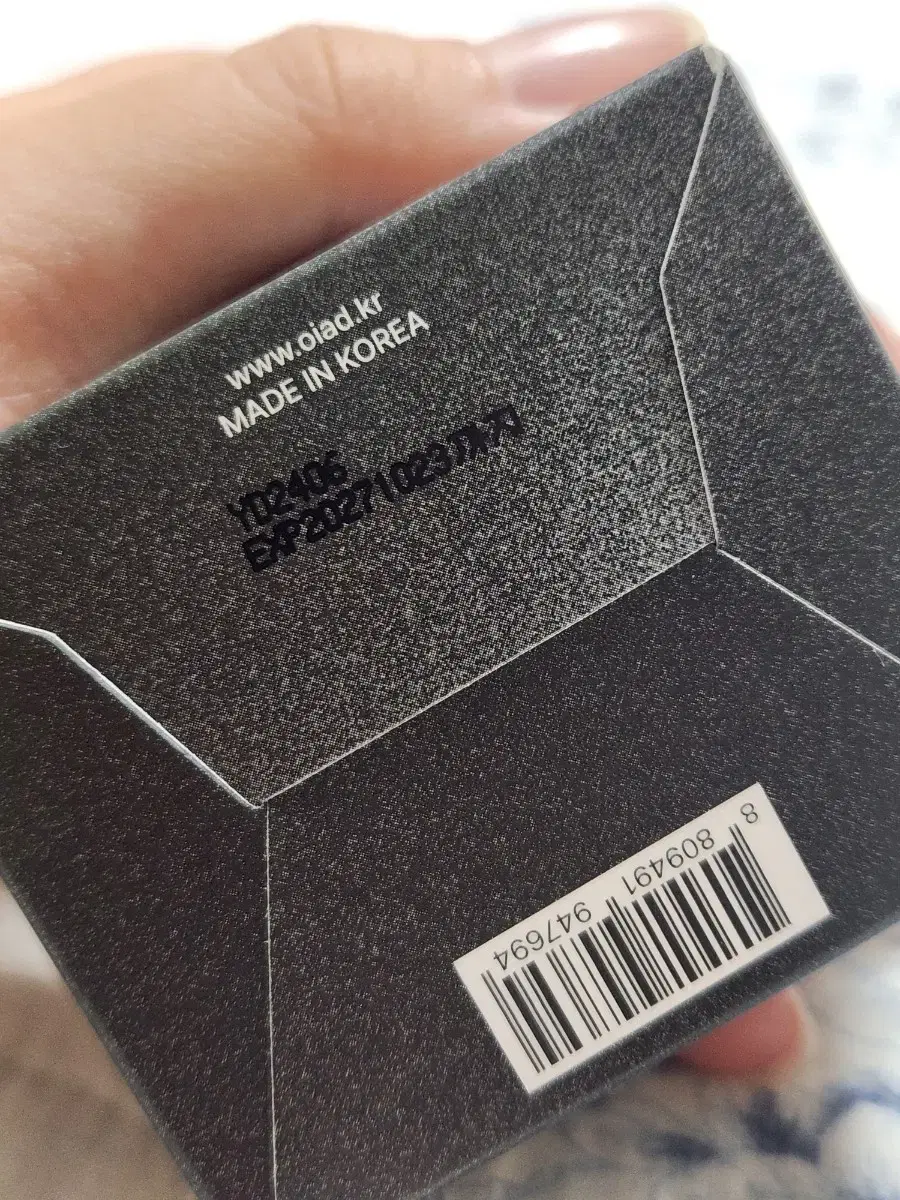 www.oiad.kr
MADE IN KOREA
YD2406
EXP20271023까지
8 809491 947694